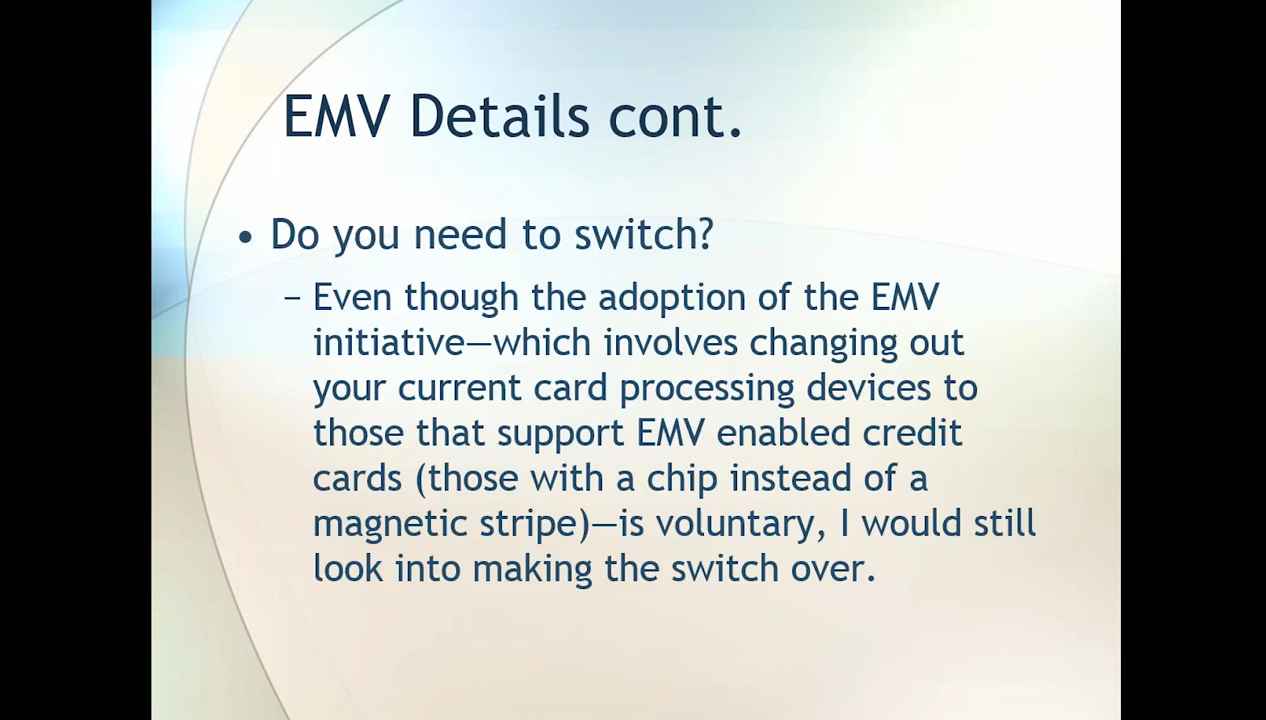 EMV Details cont.
• Do you need to switch?
– Even though the adoption of the EMV
initiative—which involves changing out
your current card processing devices to
those that support EMV enabled credit
cards (those with a chip instead of a
magnetic stripe)—is voluntary, I would still
look into making the switch over.